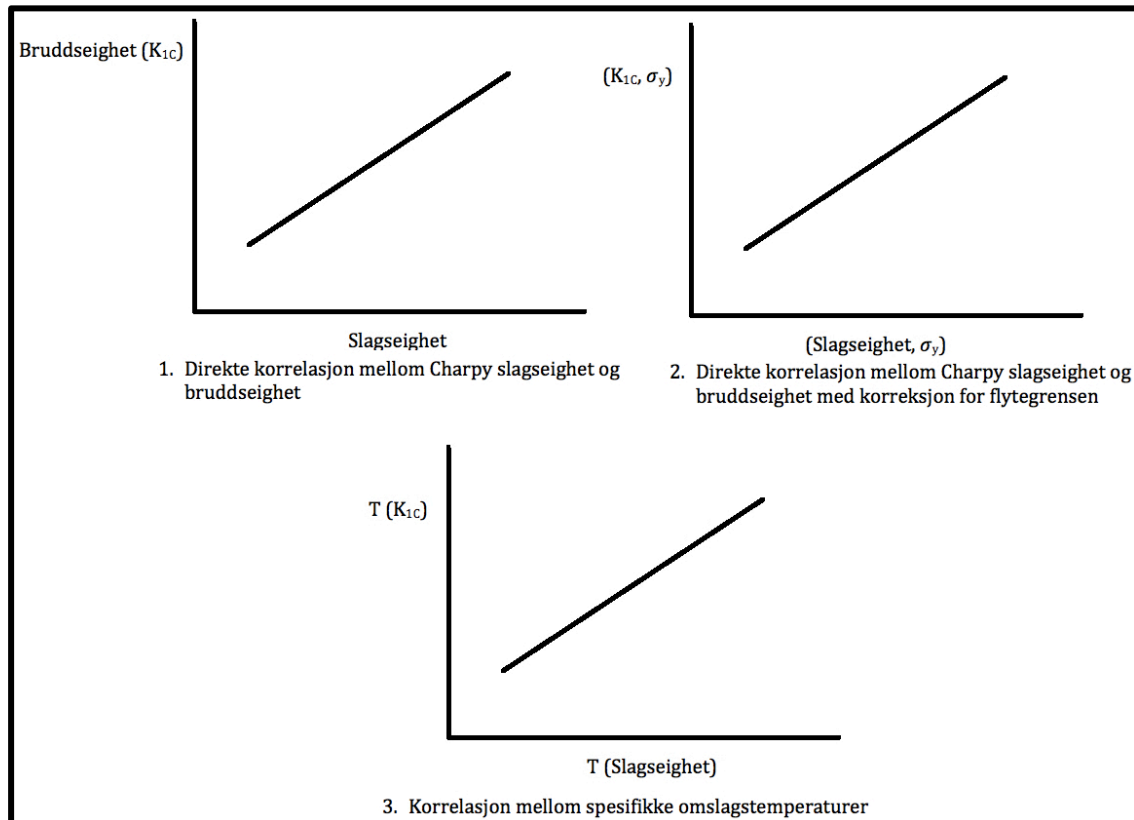 Bruddseighet (K1C)
Slagseighet
1. Direkte korrelasjon mellom Charpy slagseighet og
bruddseighet
(K1C, σy)
(Slagseighet, σy)
2. Direkte korrelasjon mellom Charpy slagseighet og
bruddseighet med korreksjon for flytegrensen
T (K1C)
T (Slagseighet)
3. Korrelasjon mellom spesifikke omslagstemperaturer